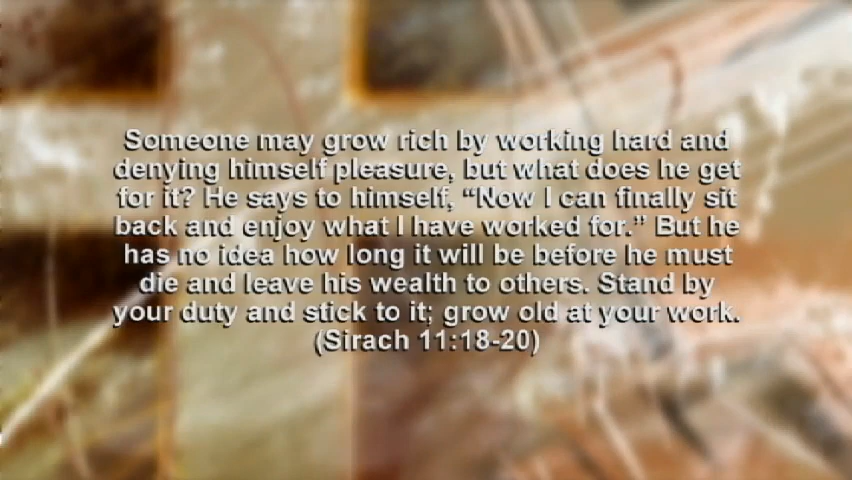 Someone may grow rich by working hard and
denying himself pleasure, but what does he get
for it? He says to himself, “Now I can finally sit
back and enjoy what I have worked for.” But he
has no idea how long it will be before he must
die and leave his wealth to others. Stand by
your duty and stick to it; grow old at your work.
(Sirach 11:18-20)